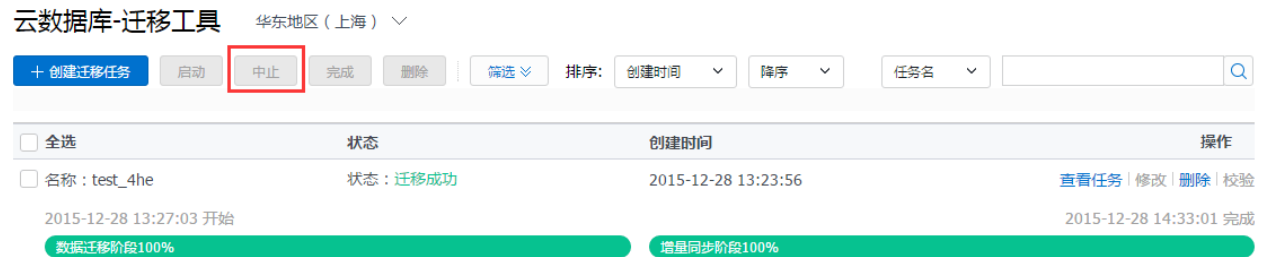 云数据库-迁移工具 华东地区（上海）
+ 创建迁移任务 启动 中止 完成 删除 筛选 排序: 创建时间 降序 任务名
全选 状态 创建时间 操作
名称：test_4he 状态：迁移成功 2015-12-28 13:23:56 查看任务 | 修改 | 删除 | 校验
2015-12-28 13:27:03 开始 2015-12-28 14:33:01 完成
数据迁移阶段100% 增量同步阶段100%